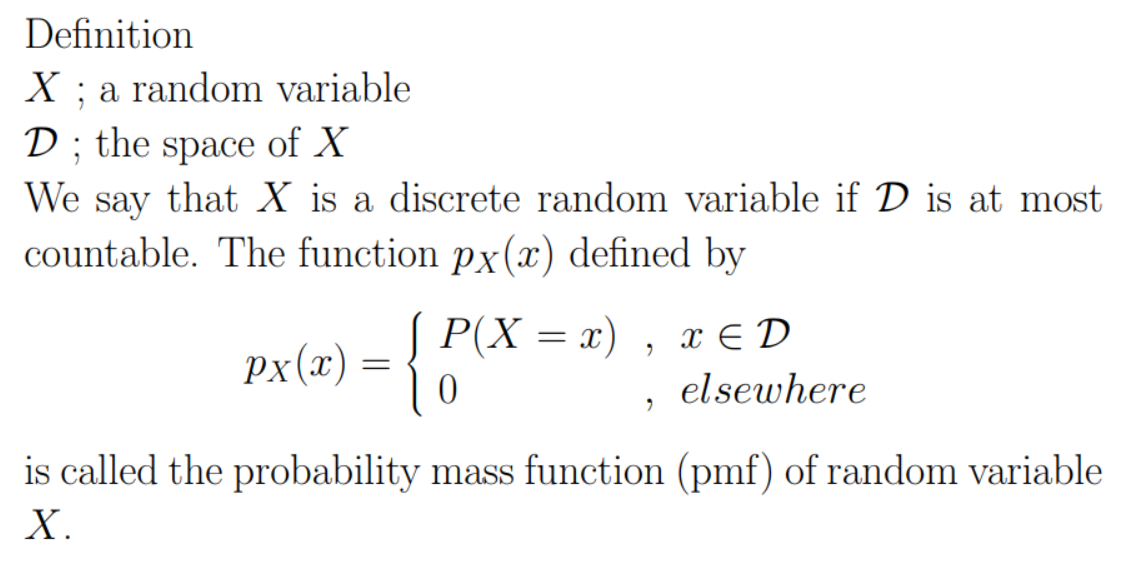 Definition
X ; a random variable
𝒟 ; the space of X
We say that X is a discrete random variable if 𝒟 is at most
countable. The function p_X(x) defined by
p_X(x) = { P(X = x) , x ∈ 𝒟
0 , elsewhere
is called the probability mass function (pmf) of random variable
X.